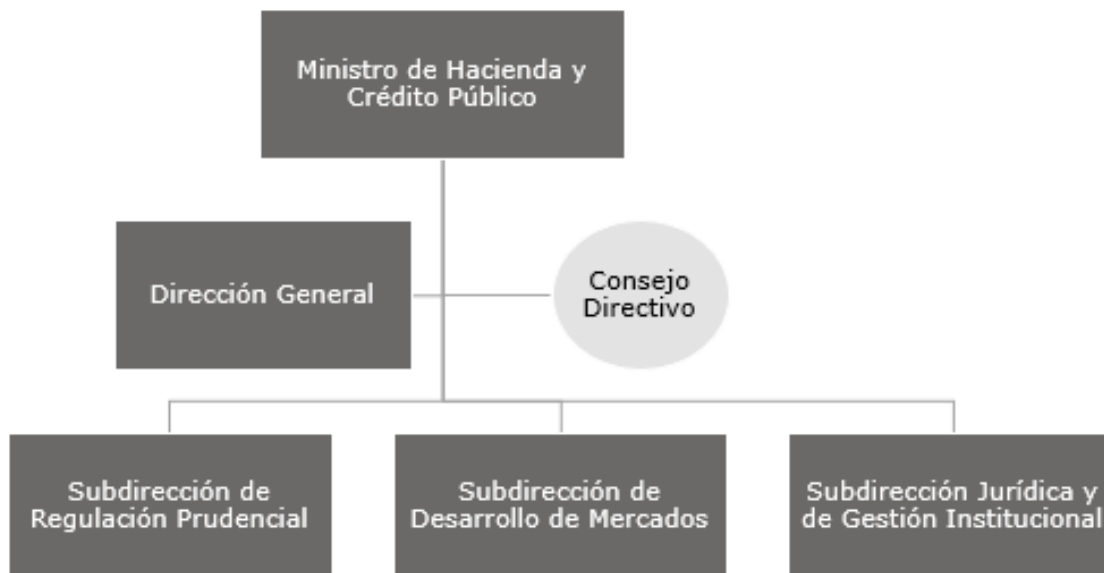 Ministro de Hacienda y
Crédito Público
Dirección General
Consejo
Directivo
Subdirección de
Regulación Prudencial
Subdirección de
Desarrollo de Mercados
Subdirección Jurídica y
de Gestión Institucional